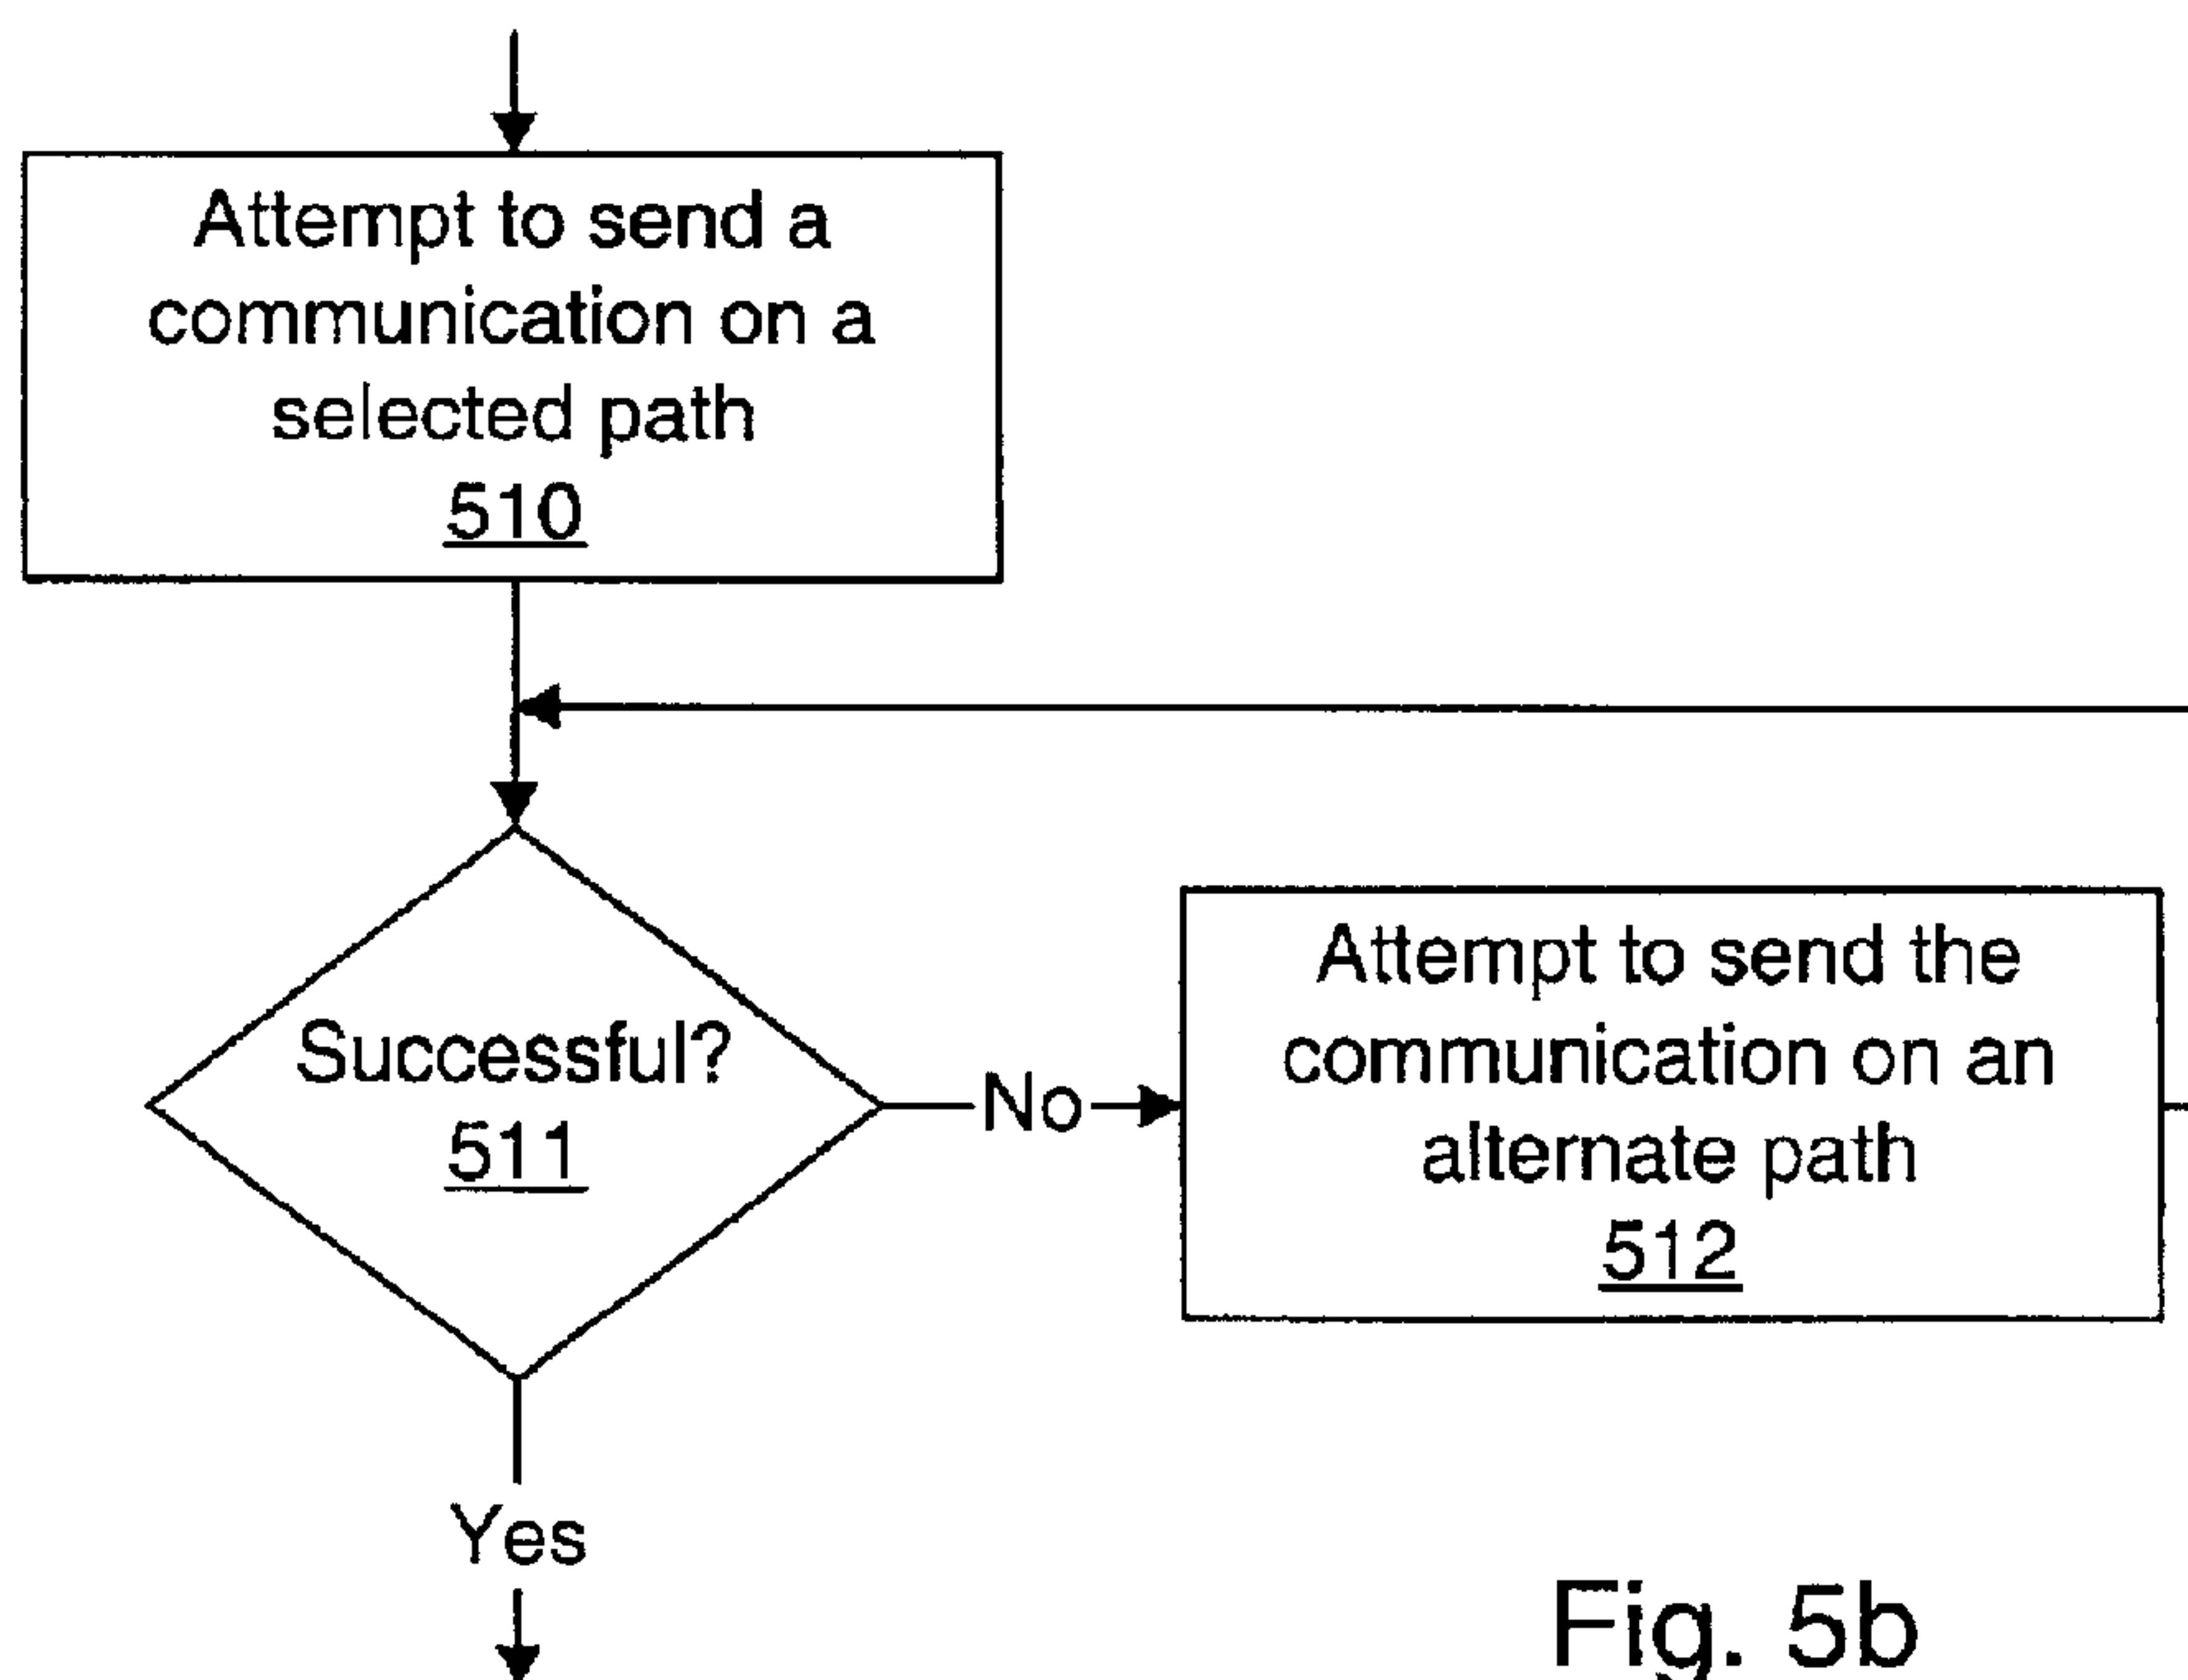 Attempt to send a
communication on a
selected path
510
Successful?
511
No
Attempt to send the
communication on an
alternate path
512
Yes
Fig. 5b